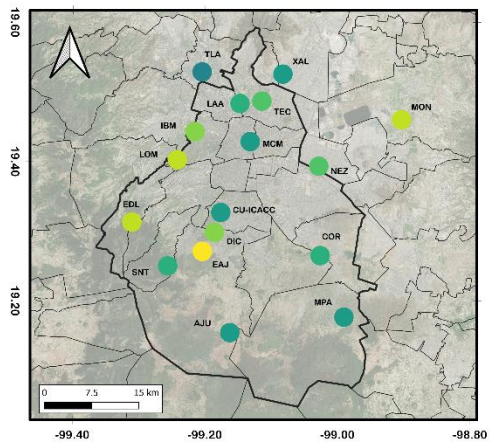 19.60
TLA
XAL
LAA
TEC
MON
IBM
MCM
LOM
19.40
NEZ
EDL
CU-ICACC
DIC
COR
EAJ
SNT
19.20
MPA
AJU
0 7.5 15 km
-99.40 -99.20 -99.00 -98.80